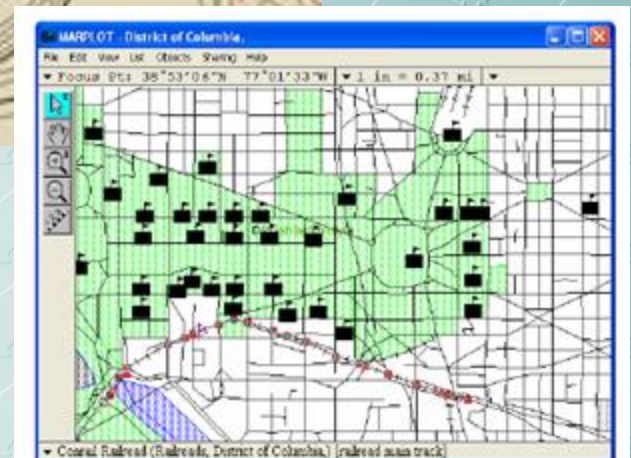 MARPLOT - District of Columbia,
File Edit View List Objects Sharing Help
Focus Pt: 38°53'06"N 77°01'33"W 1 in = 0.37 mi
Conrail Railroad (Railroads, District of Columbia,) [railroad main track]